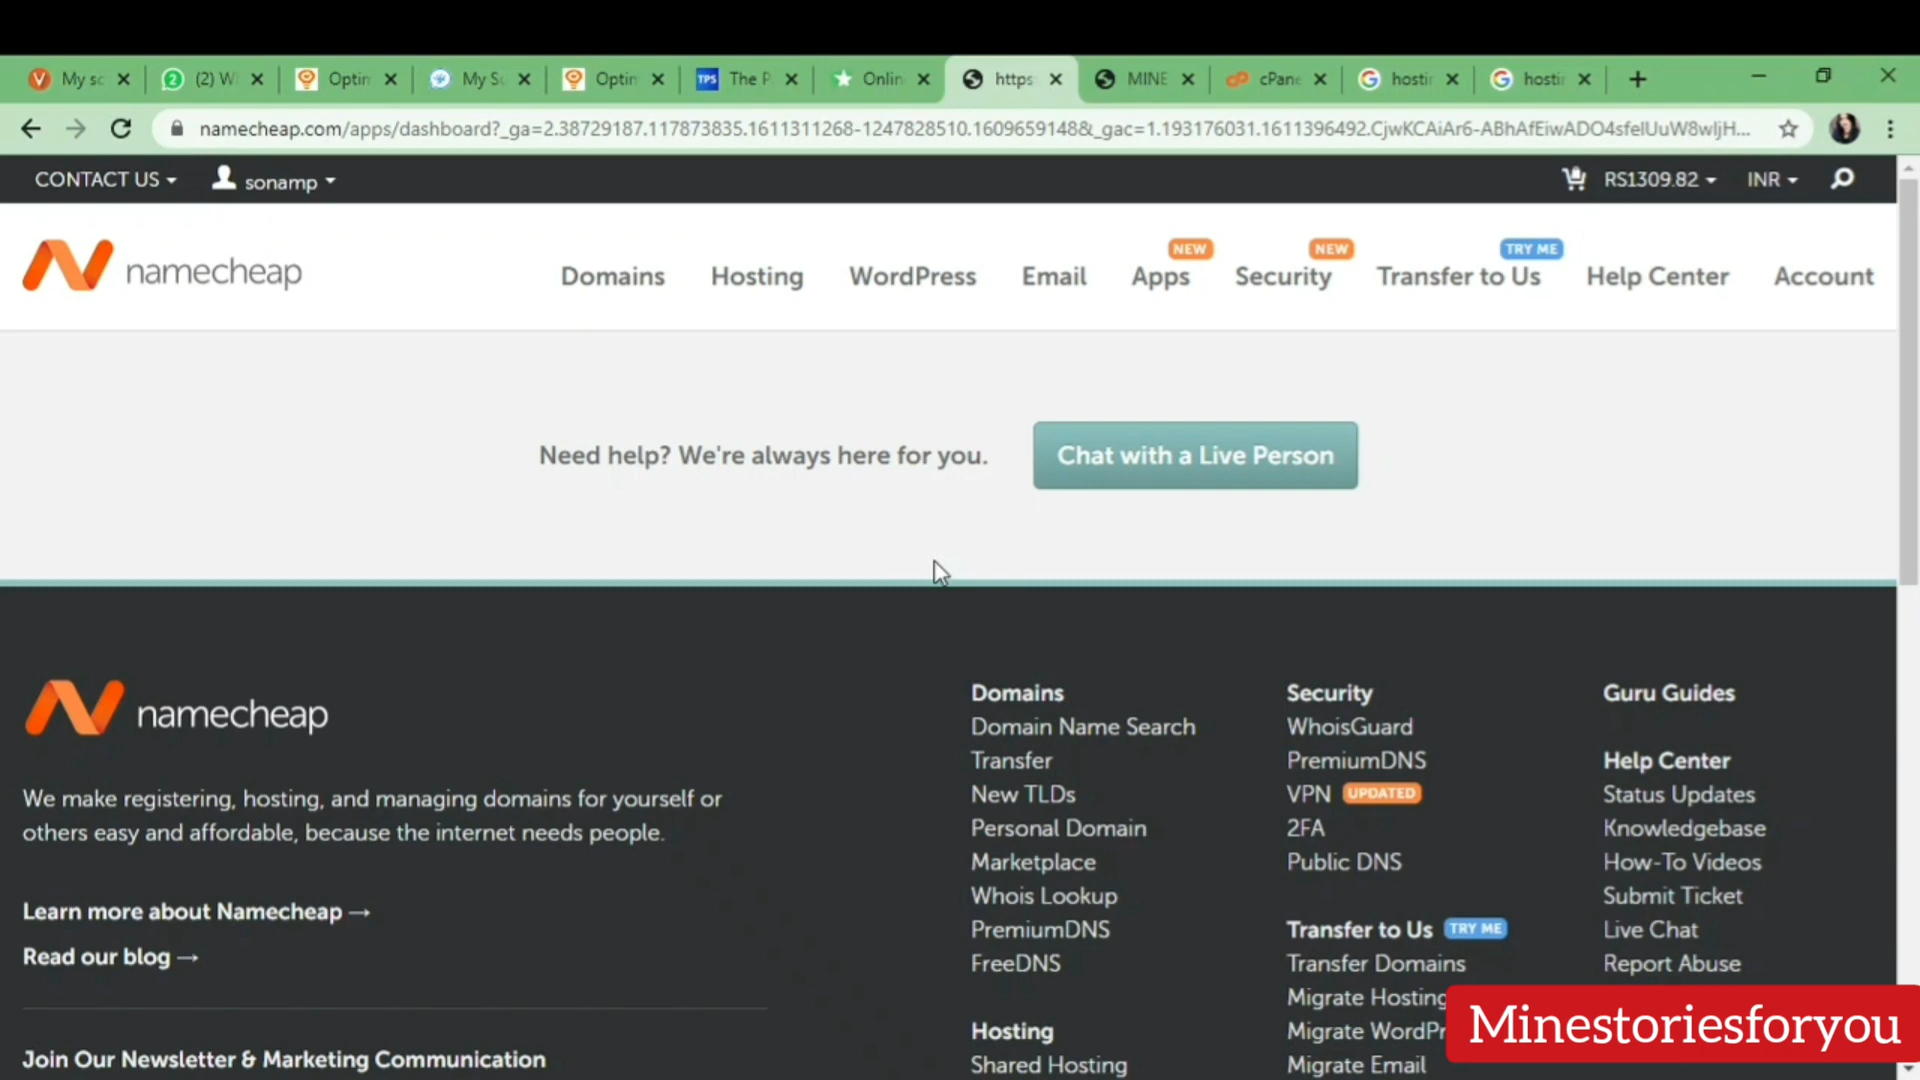 My sc
(2) W
Optin
My Su
Optin
TPS
The P
Onlin
https
MINE
cPane
hostin
hostin
namecheap.com/apps/dashboard?_ga=2.38729187.117873835.1611311268-1247828510.1609659148&_gac=1.193176031.1611396492.CjwKCAiAr6-ABhAfEiwADO4sfelUuW8wljH...
CONTACT US
sonamp
RS1309.82
INR
namecheap
Domains
Hosting
WordPress
Email
NEW
Apps
NEW
Security
TRY ME
Transfer to Us
Help Center
Account
Need help? We're always here for you.
Chat with a Live Person
namecheap
We make registering, hosting, and managing domains for yourself or
others easy and affordable, because the internet needs people.
Learn more about Namecheap →
Read our blog →
Join Our Newsletter & Marketing Communication
Domains
Domain Name Search
Transfer
New TLDs
Personal Domain
Marketplace
Whois Lookup
PremiumDNS
FreeDNS
Hosting
Shared Hosting
Security
WhoisGuard
PremiumDNS
VPN UPDATED
2FA
Public DNS
Transfer to Us TRY ME
Transfer Domains
Migrate Hosting
Migrate WordPr
Migrate Email
Guru Guides
Help Center
Status Updates
Knowledgebase
How-To Videos
Submit Ticket
Live Chat
Report Abuse
Minestoriesforyou